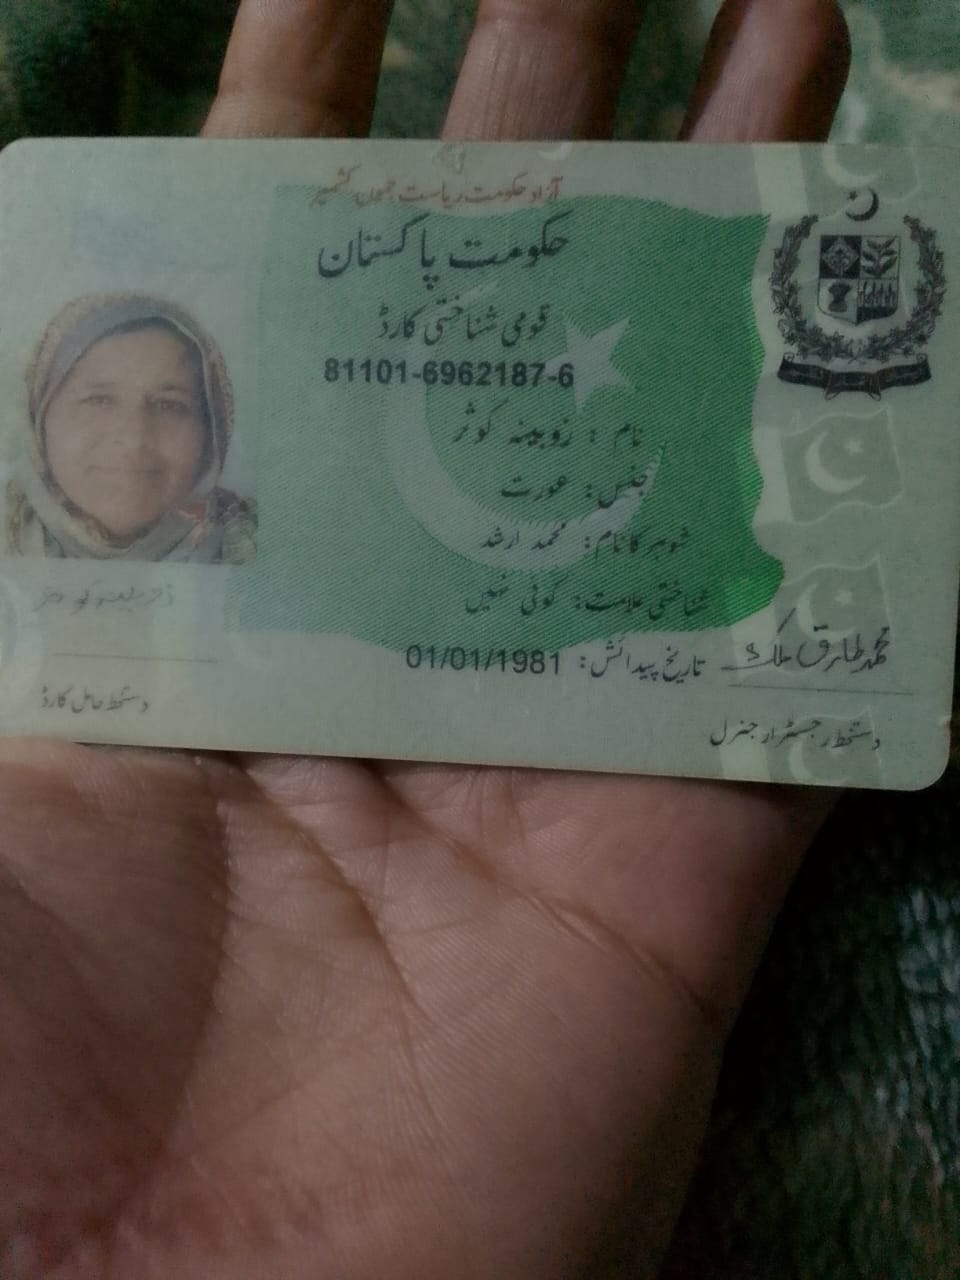 آزاد حکومت ریاست جموں کشمیر
حکومت پاکستان
قومی شناختی کارڈ
81101-6962187-6
نام : زوبینہ کوثر
جنس: عورت
شوہر کا نام: محمد ارشد
شناختی علامت: کوئی نہیں
تاریخ پیدائش: 01/01/1981
محمد طارق ملک
دستخط رجسٹرار جنرل
دستخط حامل کارڈ